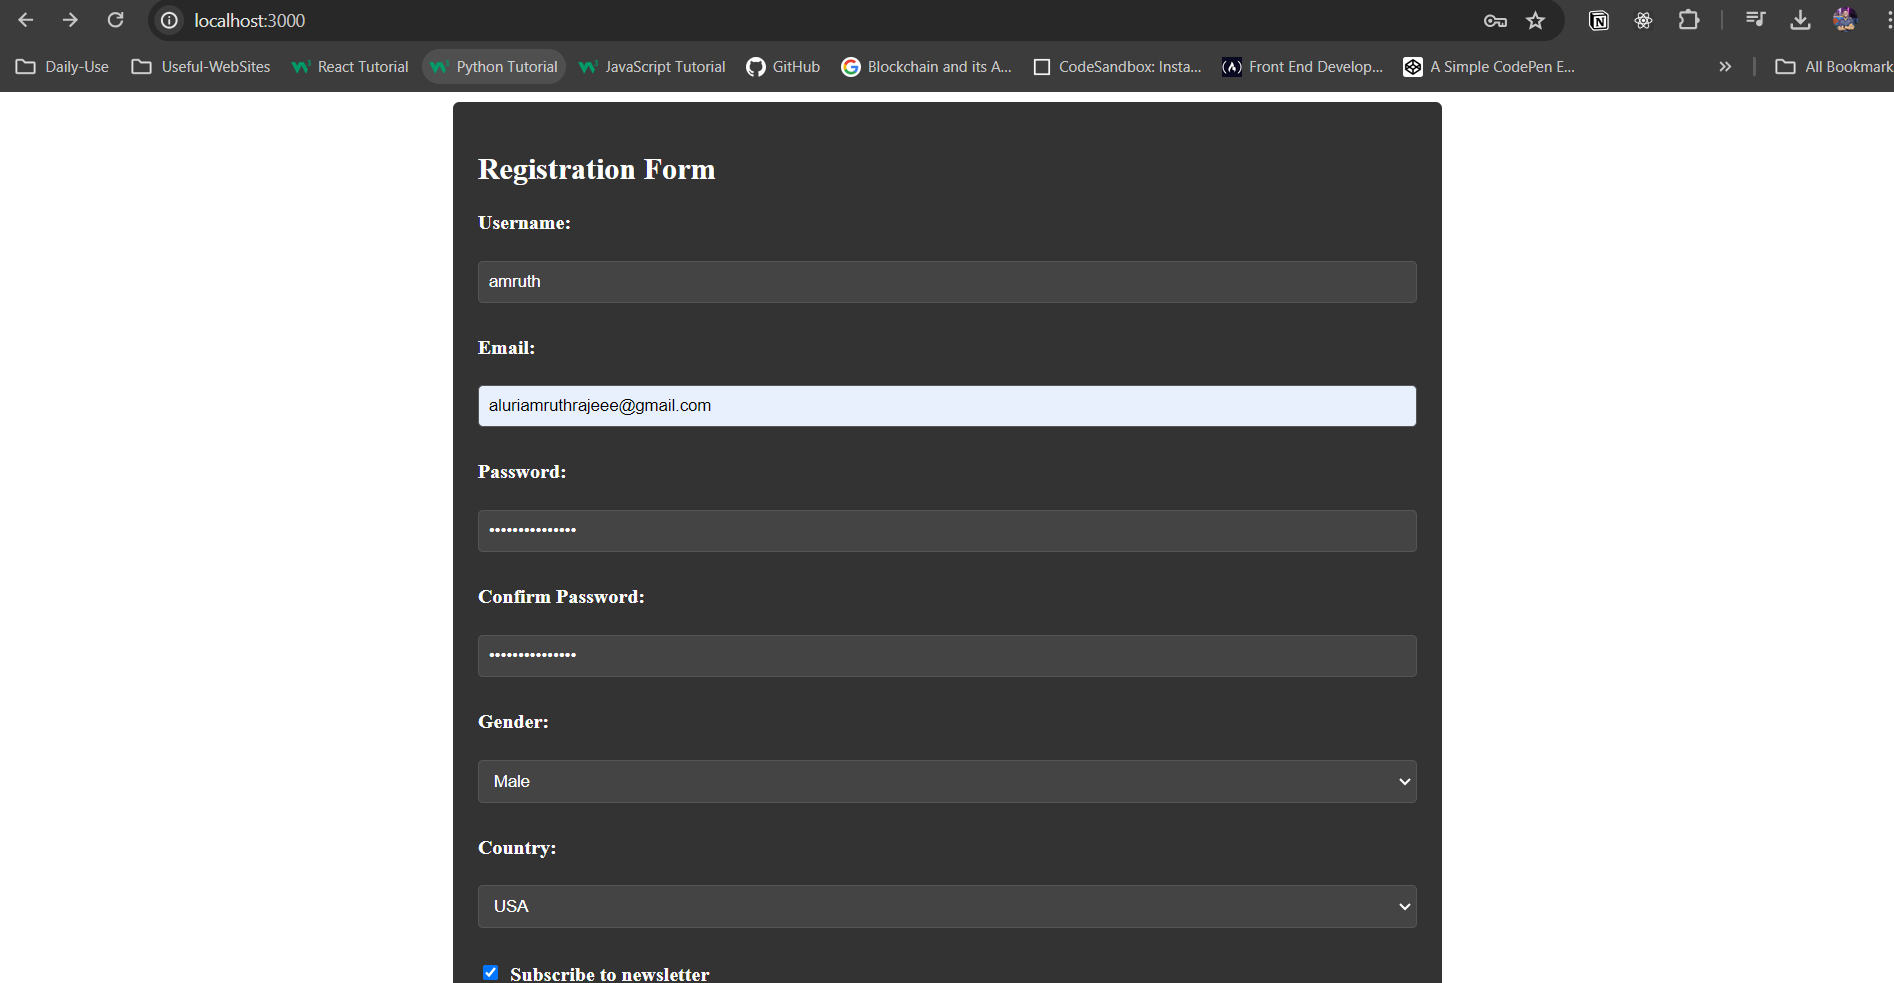 localhost:3000
Daily-Use Useful-WebSites React Tutorial Python Tutorial JavaScript Tutorial GitHub Blockchain and its A... CodeSandbox: Insta... Front End Develop... A Simple CodePen E... All Bookmark
Registration Form
Username:
amruth
Email:
aluriamruthrajeee@gmail.com
Password:
•••••••••••••••
Confirm Password:
•••••••••••••••
Gender:
Male
Country:
USA
Subscribe to newsletter